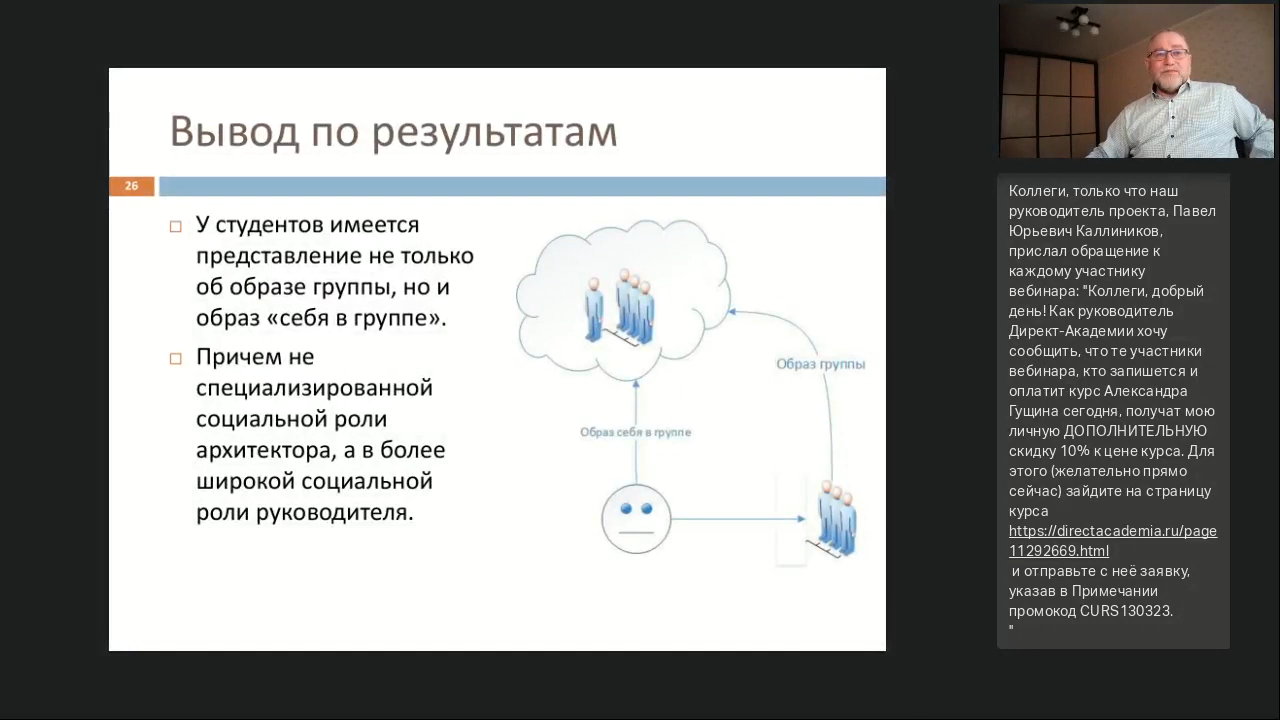 Вывод по результатам
26
У студентов имеется
представление не только
об образе группы, но и
образ «себя в группе».
Причем не
специализированной
социальной роли
архитектора, а в более
широкой социальной
роли руководителя.
Образ группы
Образ себя в группе
Коллеги, только что наш
руководитель проекта, Павел
Юрьевич Каллиников,
прислал обращение к
каждому участнику
вебинара: "Коллеги, добрый
день! Как руководитель
Директ-Академии хочу
сообщить, что те участники
вебинара, кто запишется и
оплатит курс Александра
Гущина сегодня, получат мою
личную ДОПОЛНИТЕЛЬНУЮ
скидку 10% к цене курса. Для
этого (желательно прямо
сейчас) зайдите на страницу
курса
https://directacademia.ru/page
11292669.html
и отправьте с неё заявку,
указав в Примечании
промокод CURS130323.
"